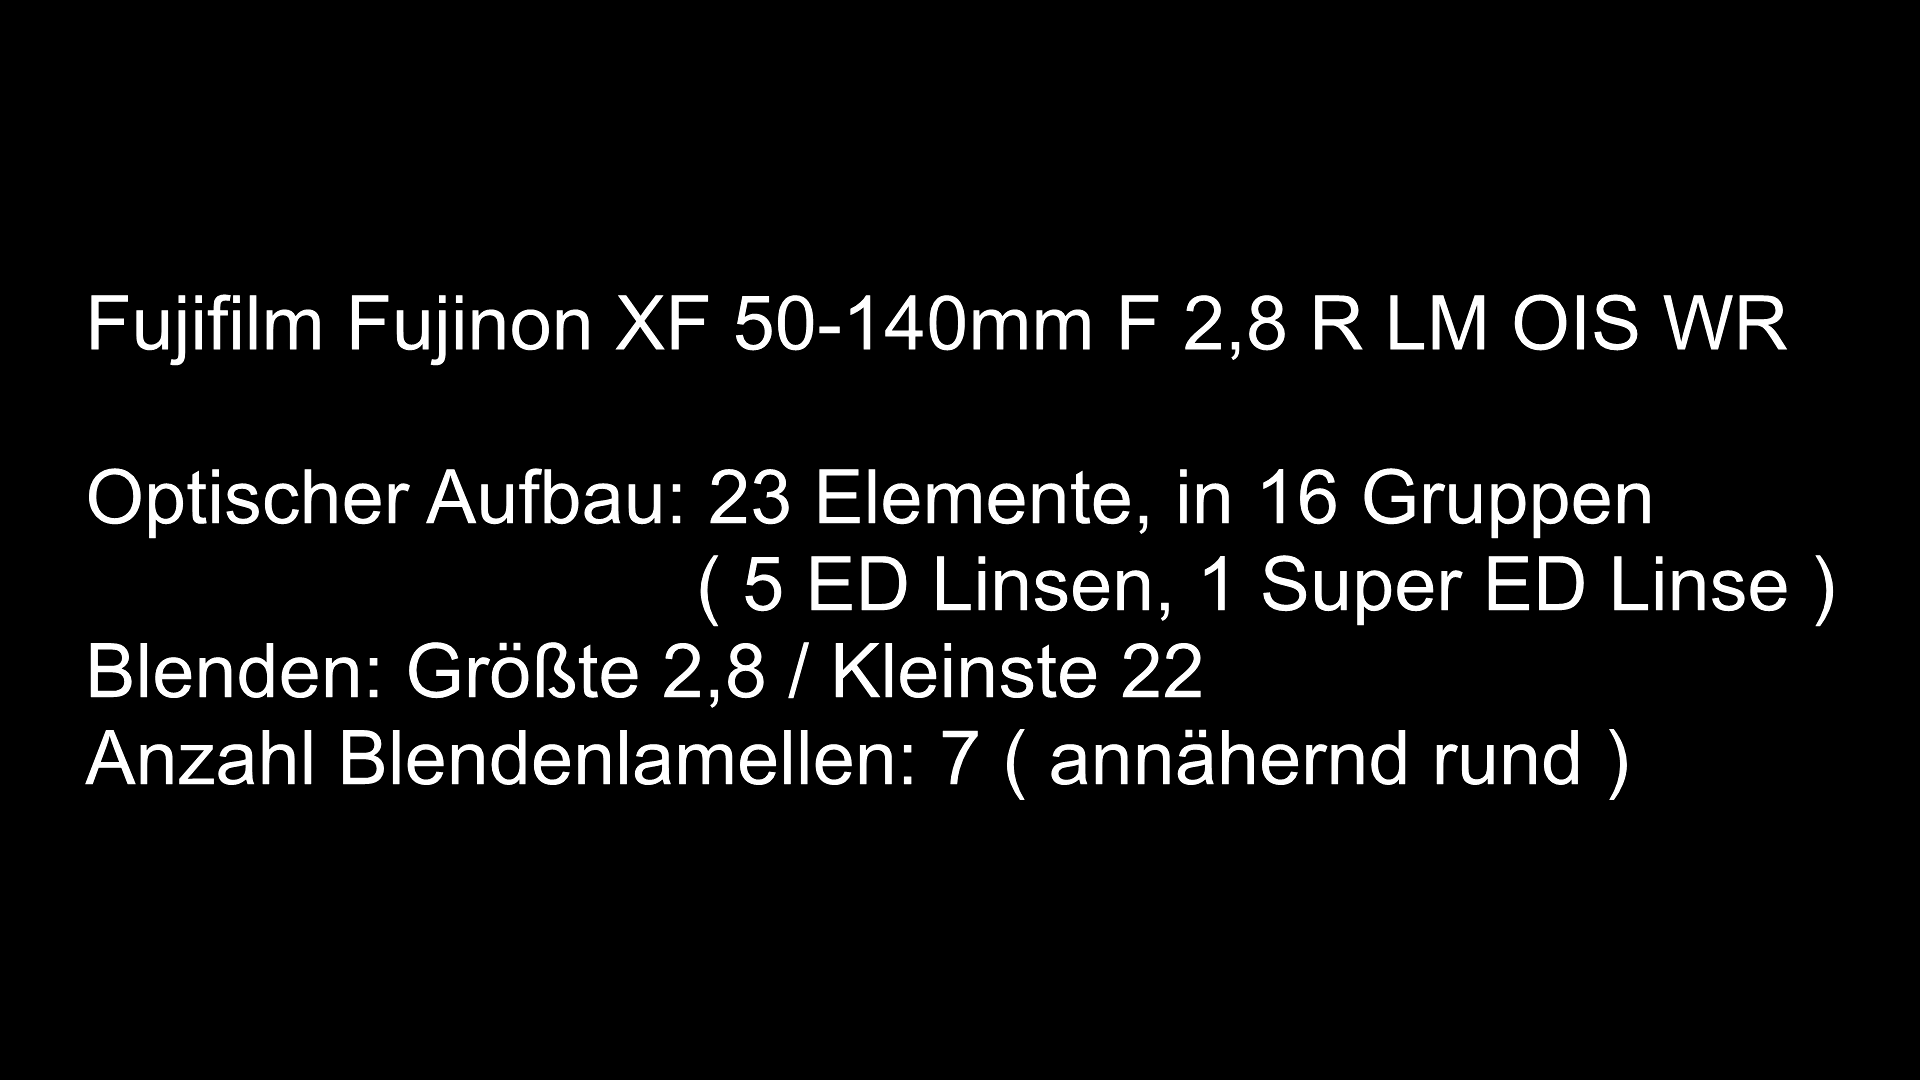 Fujifilm Fujinon XF 50-140mm F 2,8 R LM OIS WR
Optischer Aufbau: 23 Elemente, in 16 Gruppen
( 5 ED Linsen, 1 Super ED Linse )
Blenden: Größte 2,8 / Kleinste 22
Anzahl Blendenlamellen: 7 ( annähernd rund )